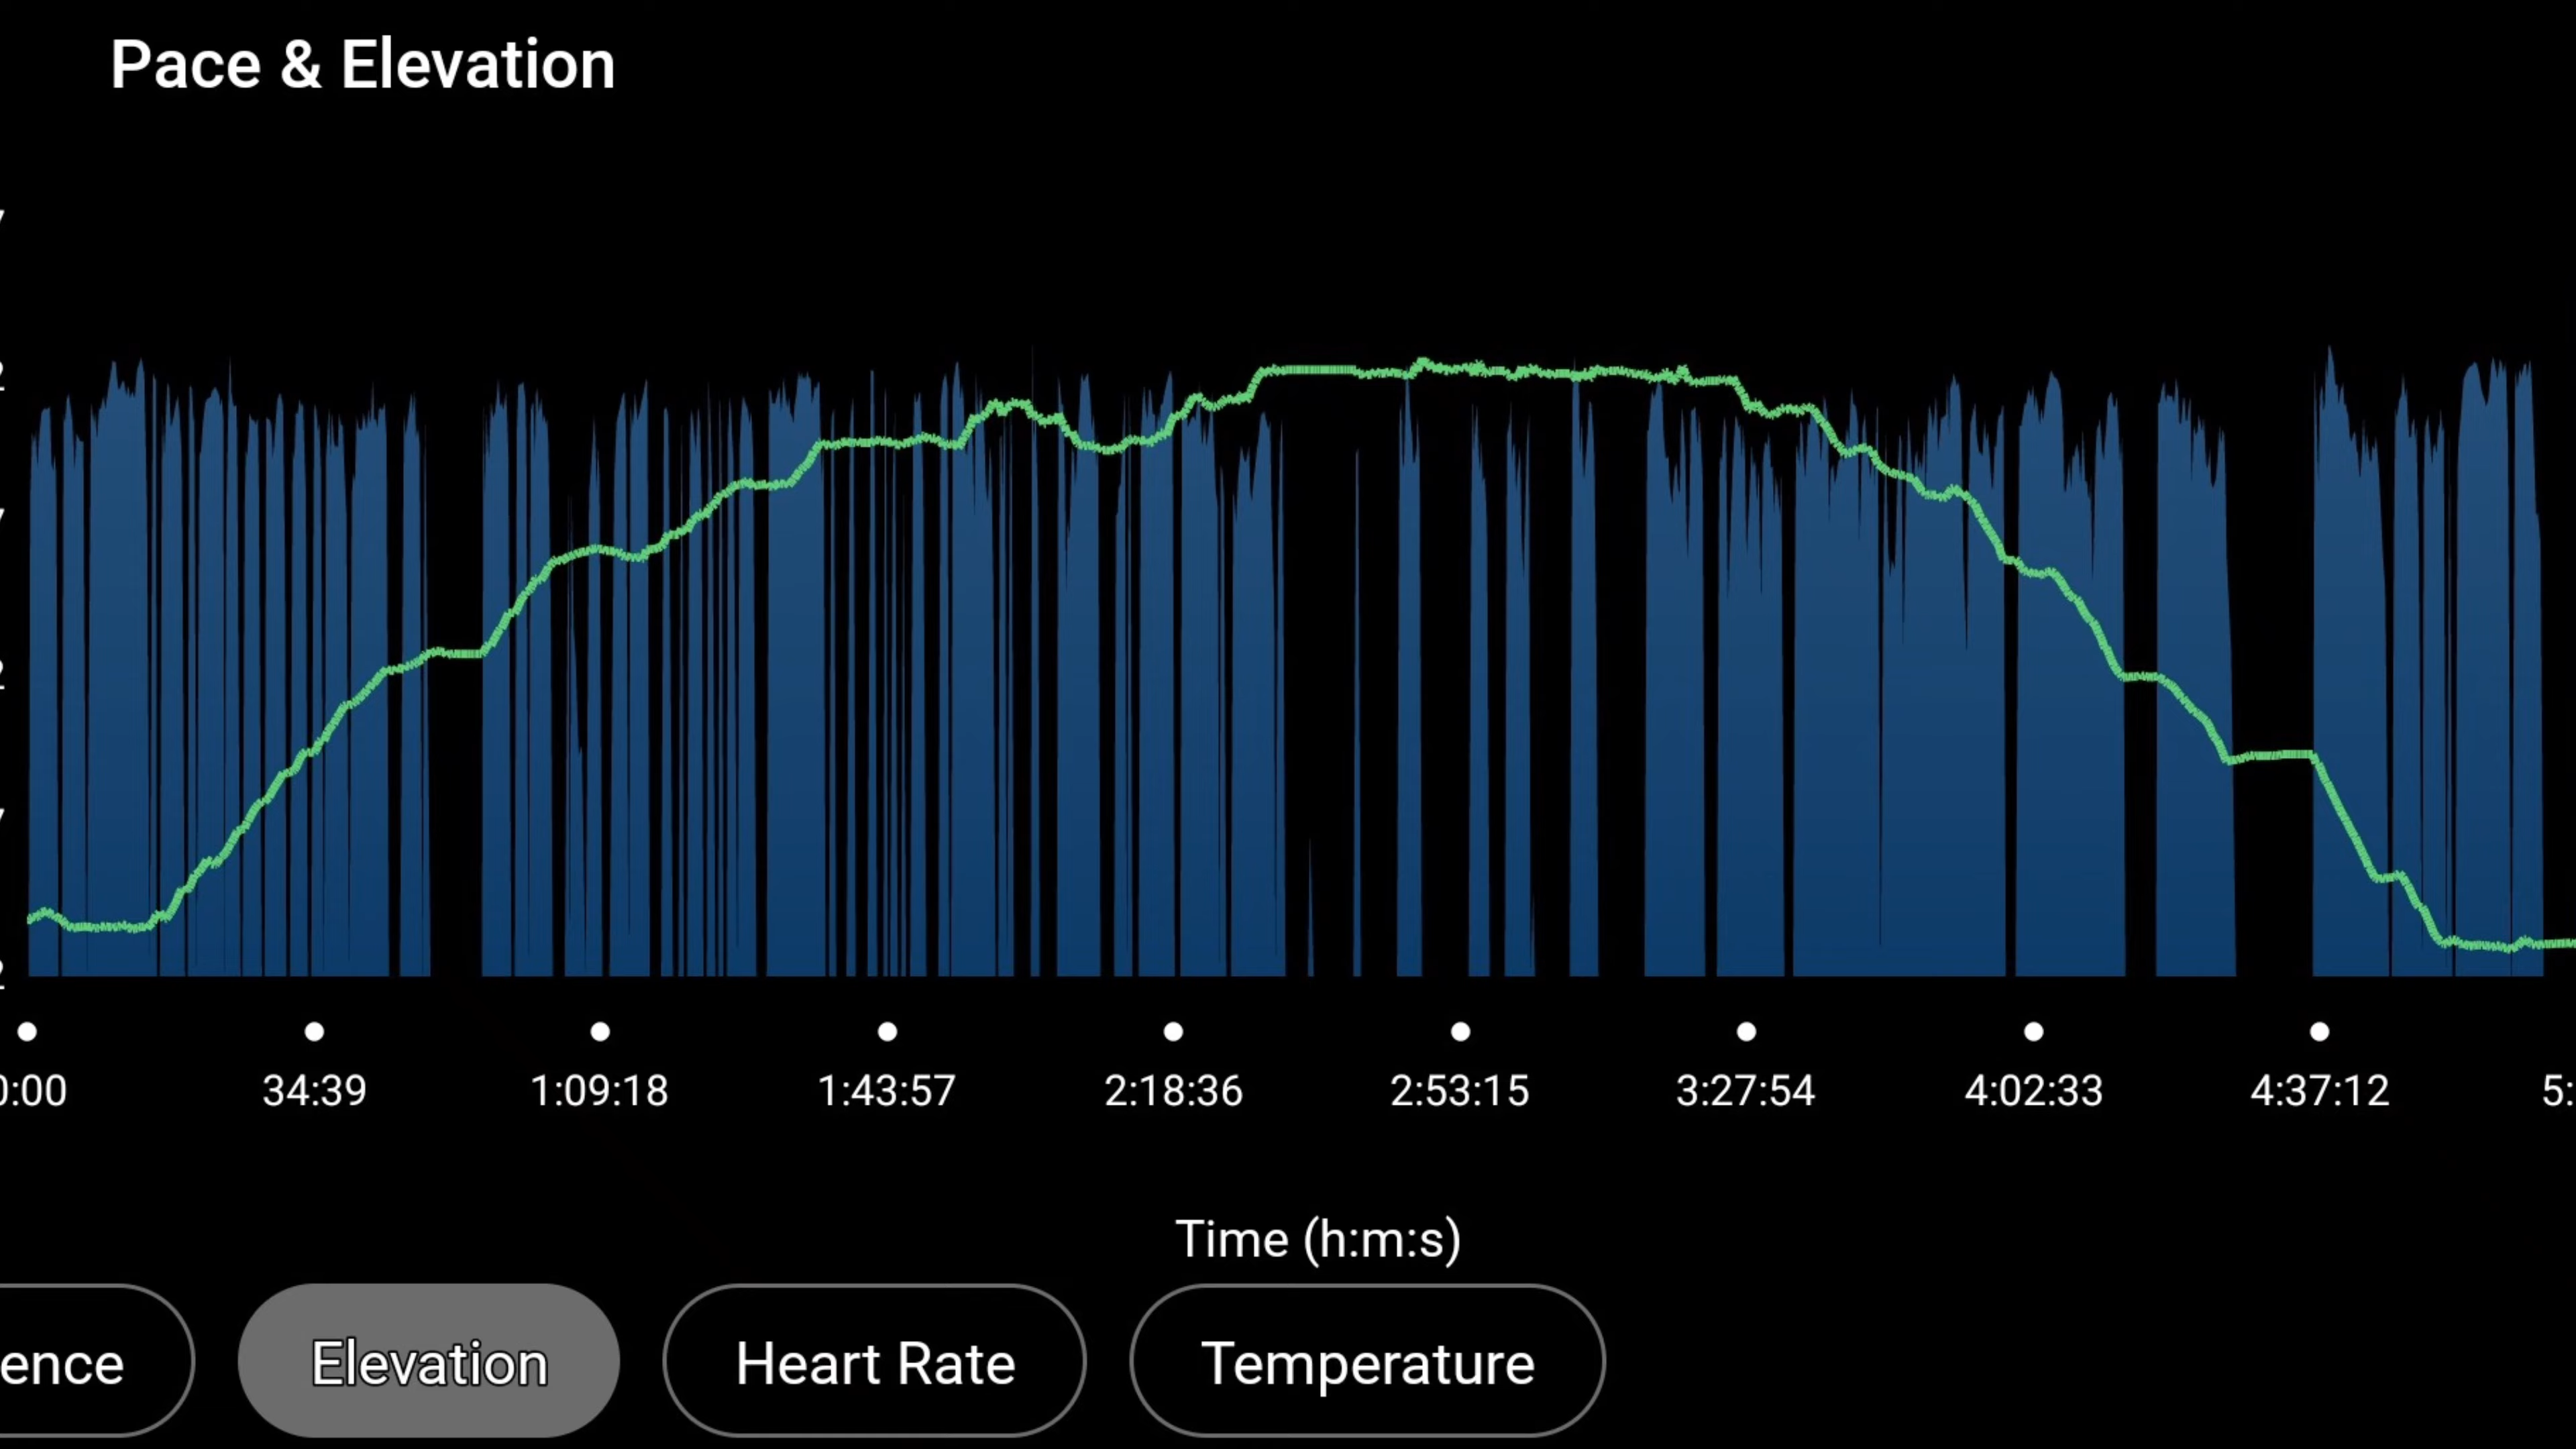 Pace & Elevation
0:00 34:39 1:09:18 1:43:57 2:18:36 2:53:15 3:27:54 4:02:33 4:37:12 5:
Time (h:m:s)
ence Elevation Heart Rate Temperature